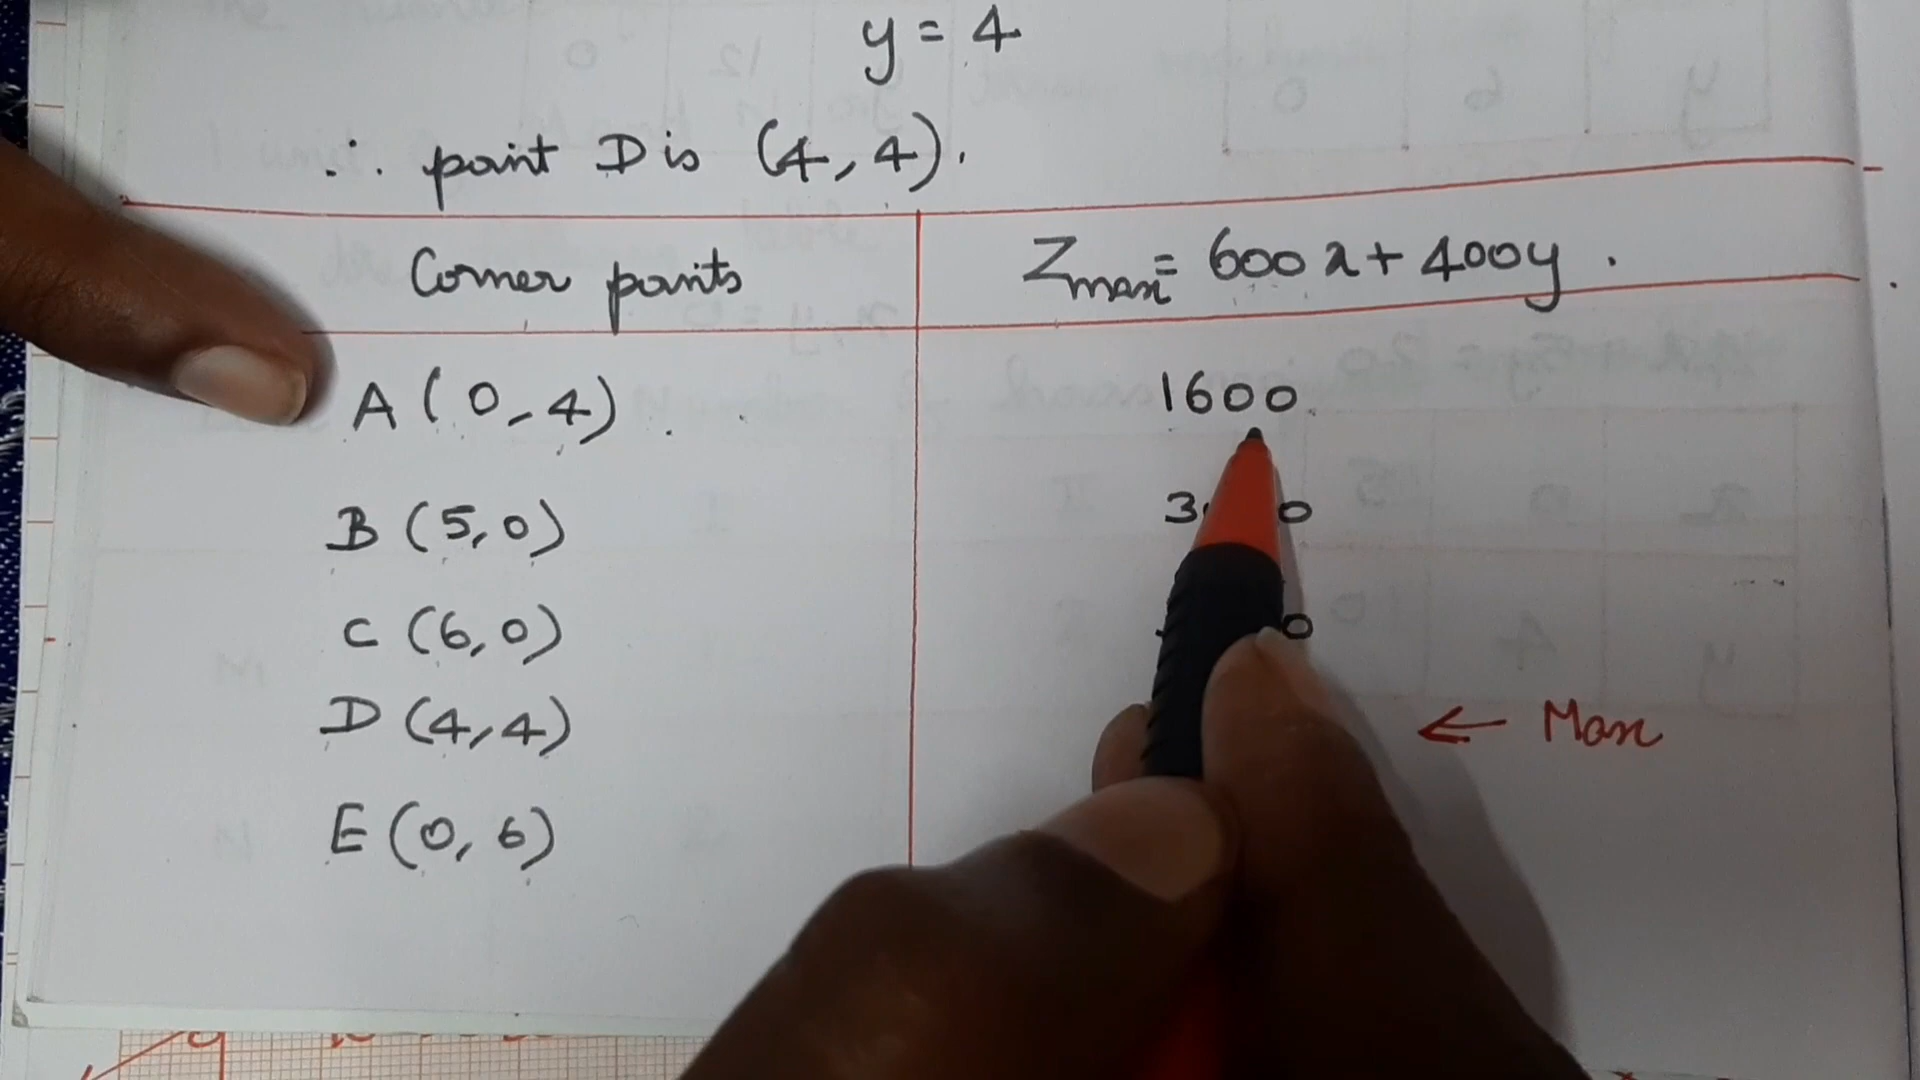 y = 4
∴ point D is (4, 4).
Corner points Zmax = 600x + 400y.
A (0, 4) 1600
B (5, 0)
C (6, 0)
D (4, 4) ← Max
E (0, 6)